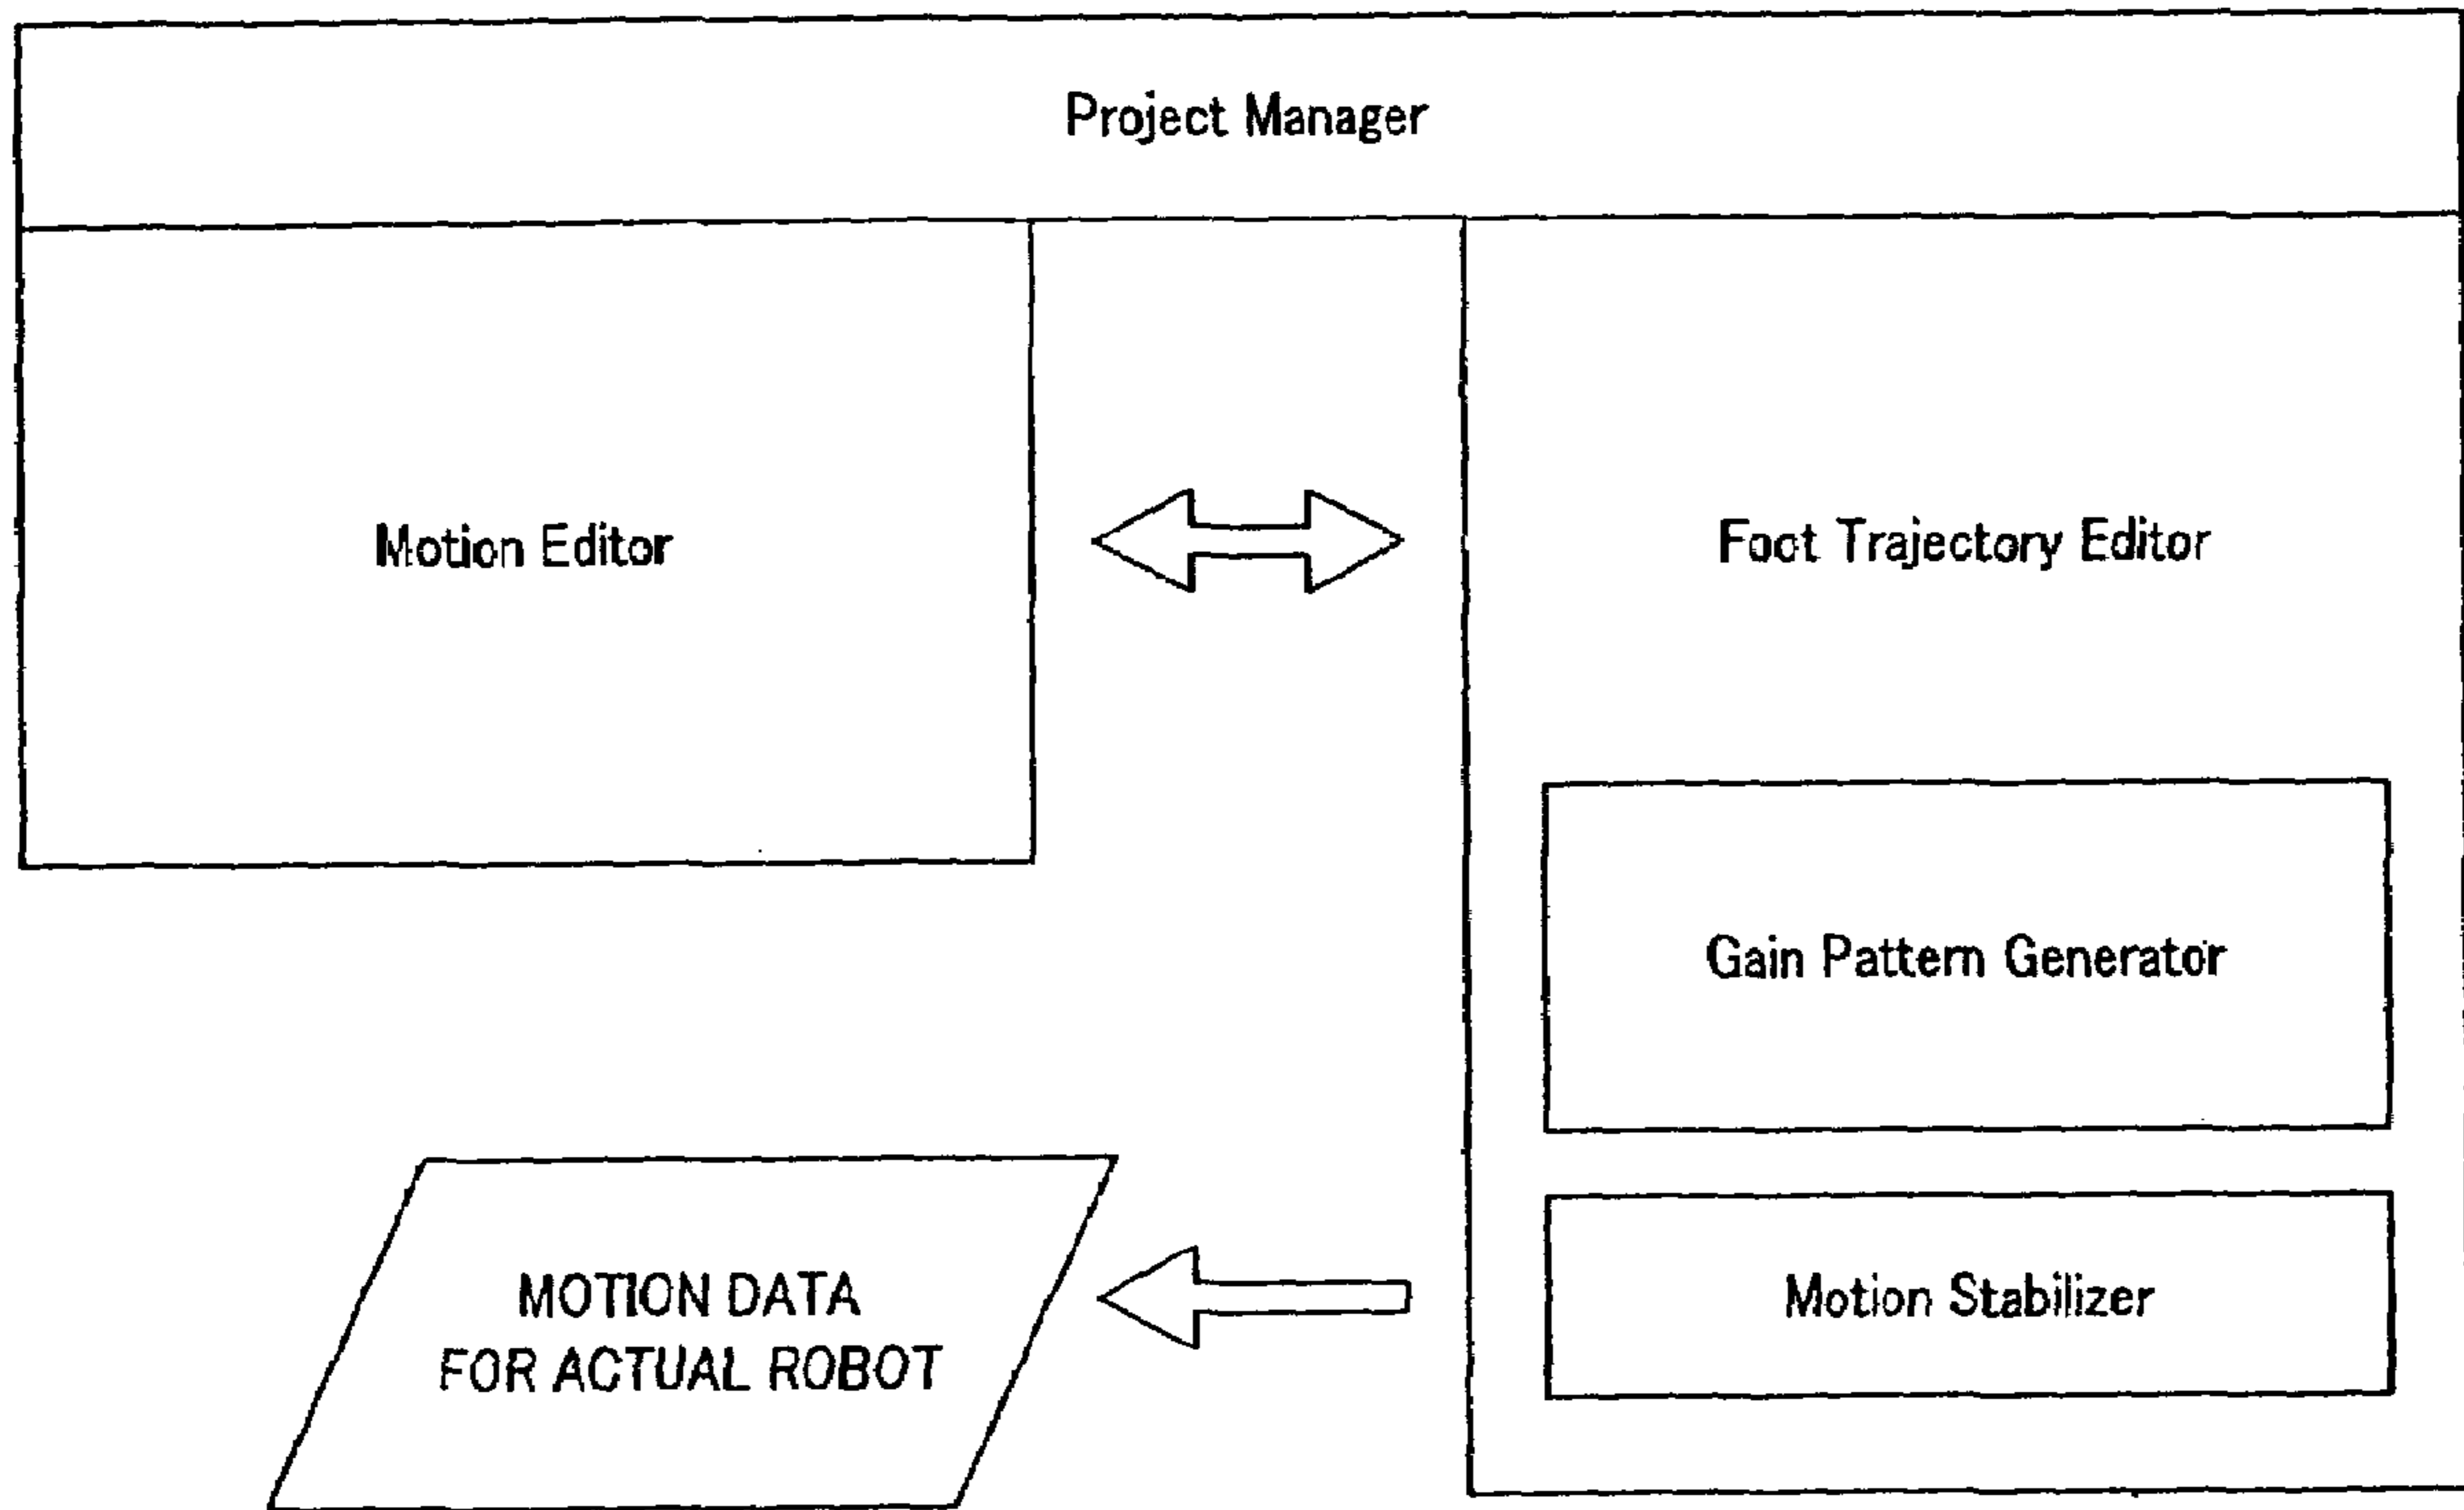 Project Manager
Motion Editor
Foot Trajectory Editor
Gain Pattern Generator
Motion Stabilizer
MOTION DATA
FOR ACTUAL ROBOT